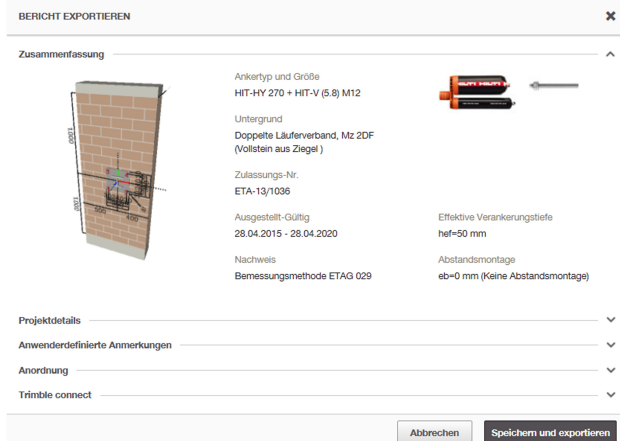 BERICHT EXPORTIEREN
Zusammenfassung
Ankertyp und Größe
HIT-HY 270 + HIT-V (5.8) M12
Untergrund
Doppelte Läuferverband, Mz 2DF
(Vollstein aus Ziegel )
Zulassungs-Nr.
ETA-13/1036
Ausgestellt-Gültig
28.04.2015 - 28.04.2020
Effektive Verankerungstiefe
hef=50 mm
Nachweis
Bemessungsmethode ETAG 029
Abstandsmontage
eb=0 mm (Keine Abstandsmontage)
1000
1000
500
400
Projektdetails
Anwenderdefinierte Anmerkungen
Anordnung
Trimble connect
Abbrechen
Speichern und exportieren